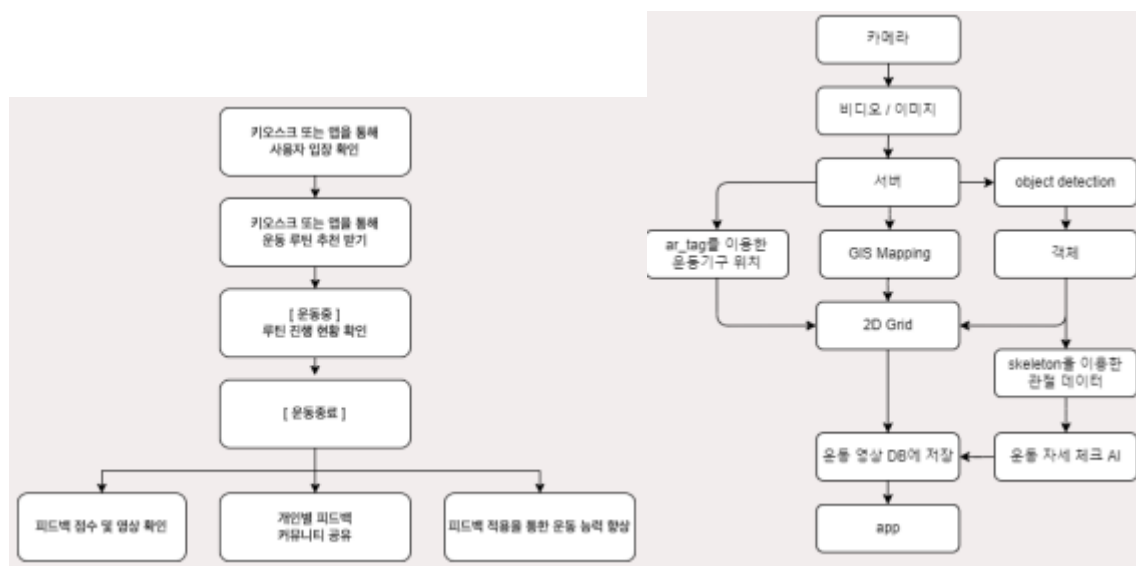 키오스크 또는 앱을 통해
사용자 입장 확인
키오스크 또는 앱을 통해
운동 루틴 추천 받기
[ 운동중 ]
루틴 진행 현황 확인
[ 운동종료 ]
피드백 점수 및 영상 확인
개인별 피드백
커뮤니티 공유
피드백 적용을 통한 운동 능력 향상
카메라
비디오 / 이미지
서버
object detection
ar_tag를 이용한
운동기구 위치
GIS Mapping
객체
2D Grid
skeleton을 이용한
관절 데이터
운동 영상 DB에 저장
운동 자세 체크 AI
app